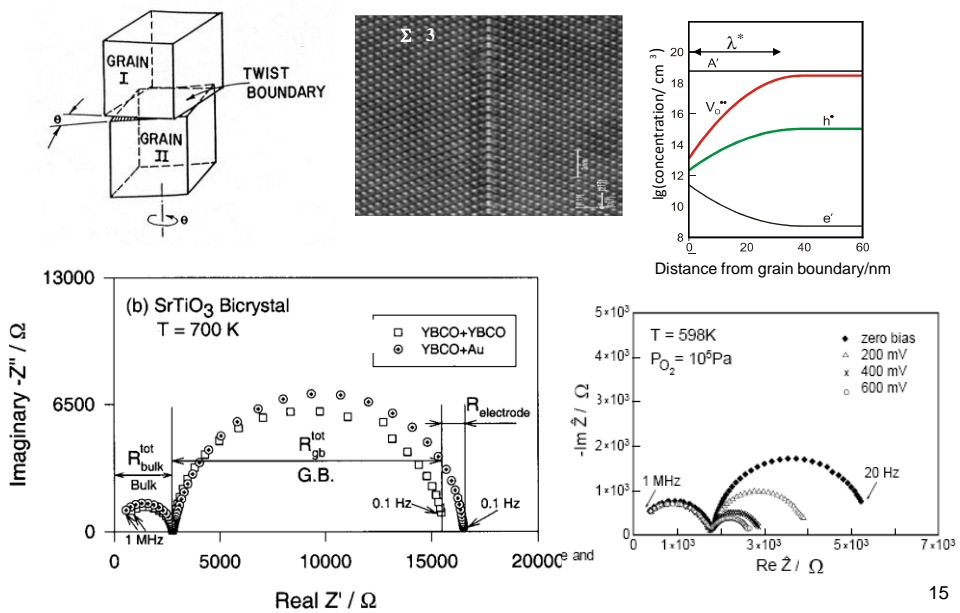 GRAIN
I
TWIST
BOUNDARY
θ
GRAIN
II
θ
Σ 3
lg(concentration/ cm³
20
18
16
14
12
10
8
λ*
A′
V_O••
h•
e′
0
20
40
60
Distance from grain boundary/nm
Imaginary -Z'' / Ω
13000
6500
0
(b) SrTiO₃ Bicrystal
T = 700 K
YBCO+YBCO
YBCO+Au
R_bulk^tot
Bulk
R_gb^tot
G.B.
R_electrode
1 MHz
0.1 Hz
0.1 Hz
0
5000
10000
15000
20000
Real Z' / Ω
e and
-Im Ẑ / Ω
5×10³
4×10³
3×10³
2×10³
1×10³
0
T = 598K
P_O₂ = 10⁵Pa
zero bias
200 mV
400 mV
600 mV
1 MHz
20 Hz
0
1×10³
3×10³
5×10³
7×10³
Re Ẑ / Ω
15